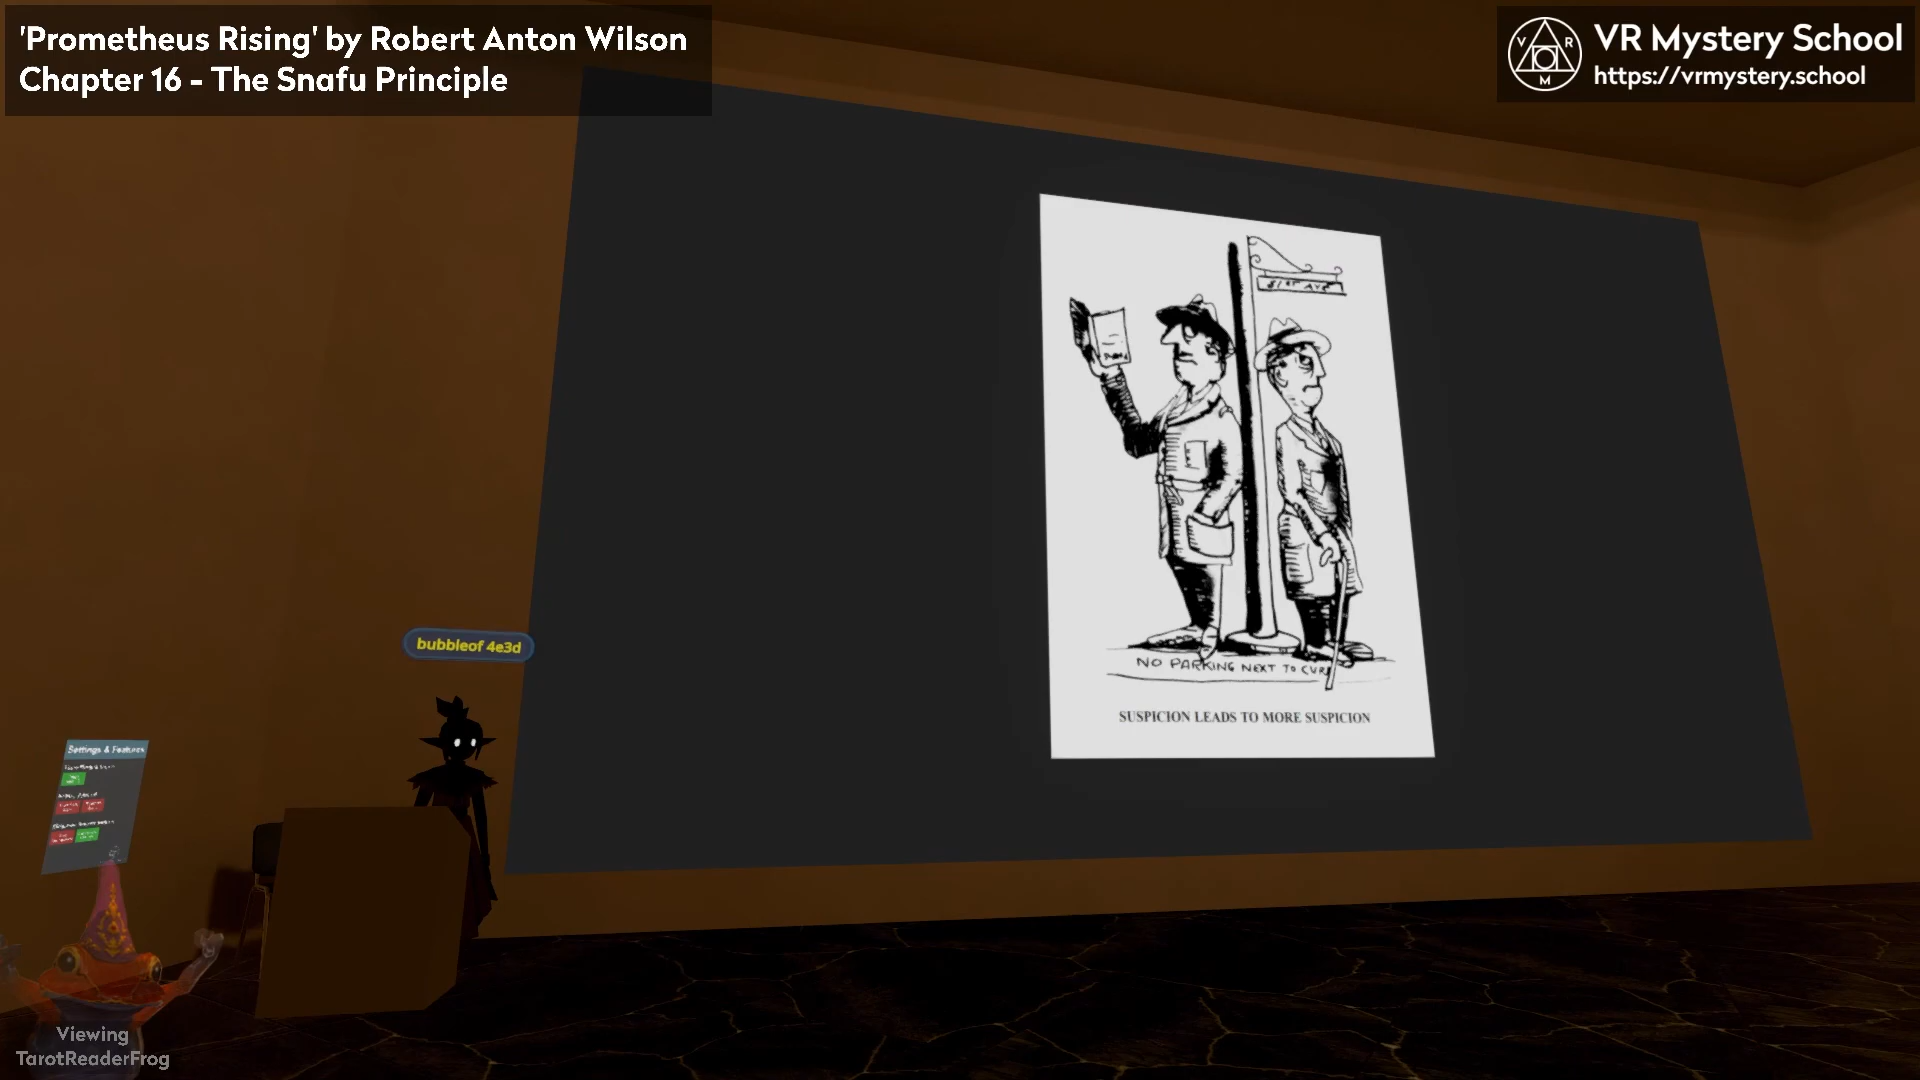 'Prometheus Rising' by Robert Anton Wilson
Chapter 16 - The Snafu Principle
V R
M
VR Mystery School
https://vrmystery.school
NO PARKING NEXT TO CURB
SUSPICION LEADS TO MORE SUSPICION
bubbleof 4e3d
Settings & Features
Viewing
TarotReaderFrog